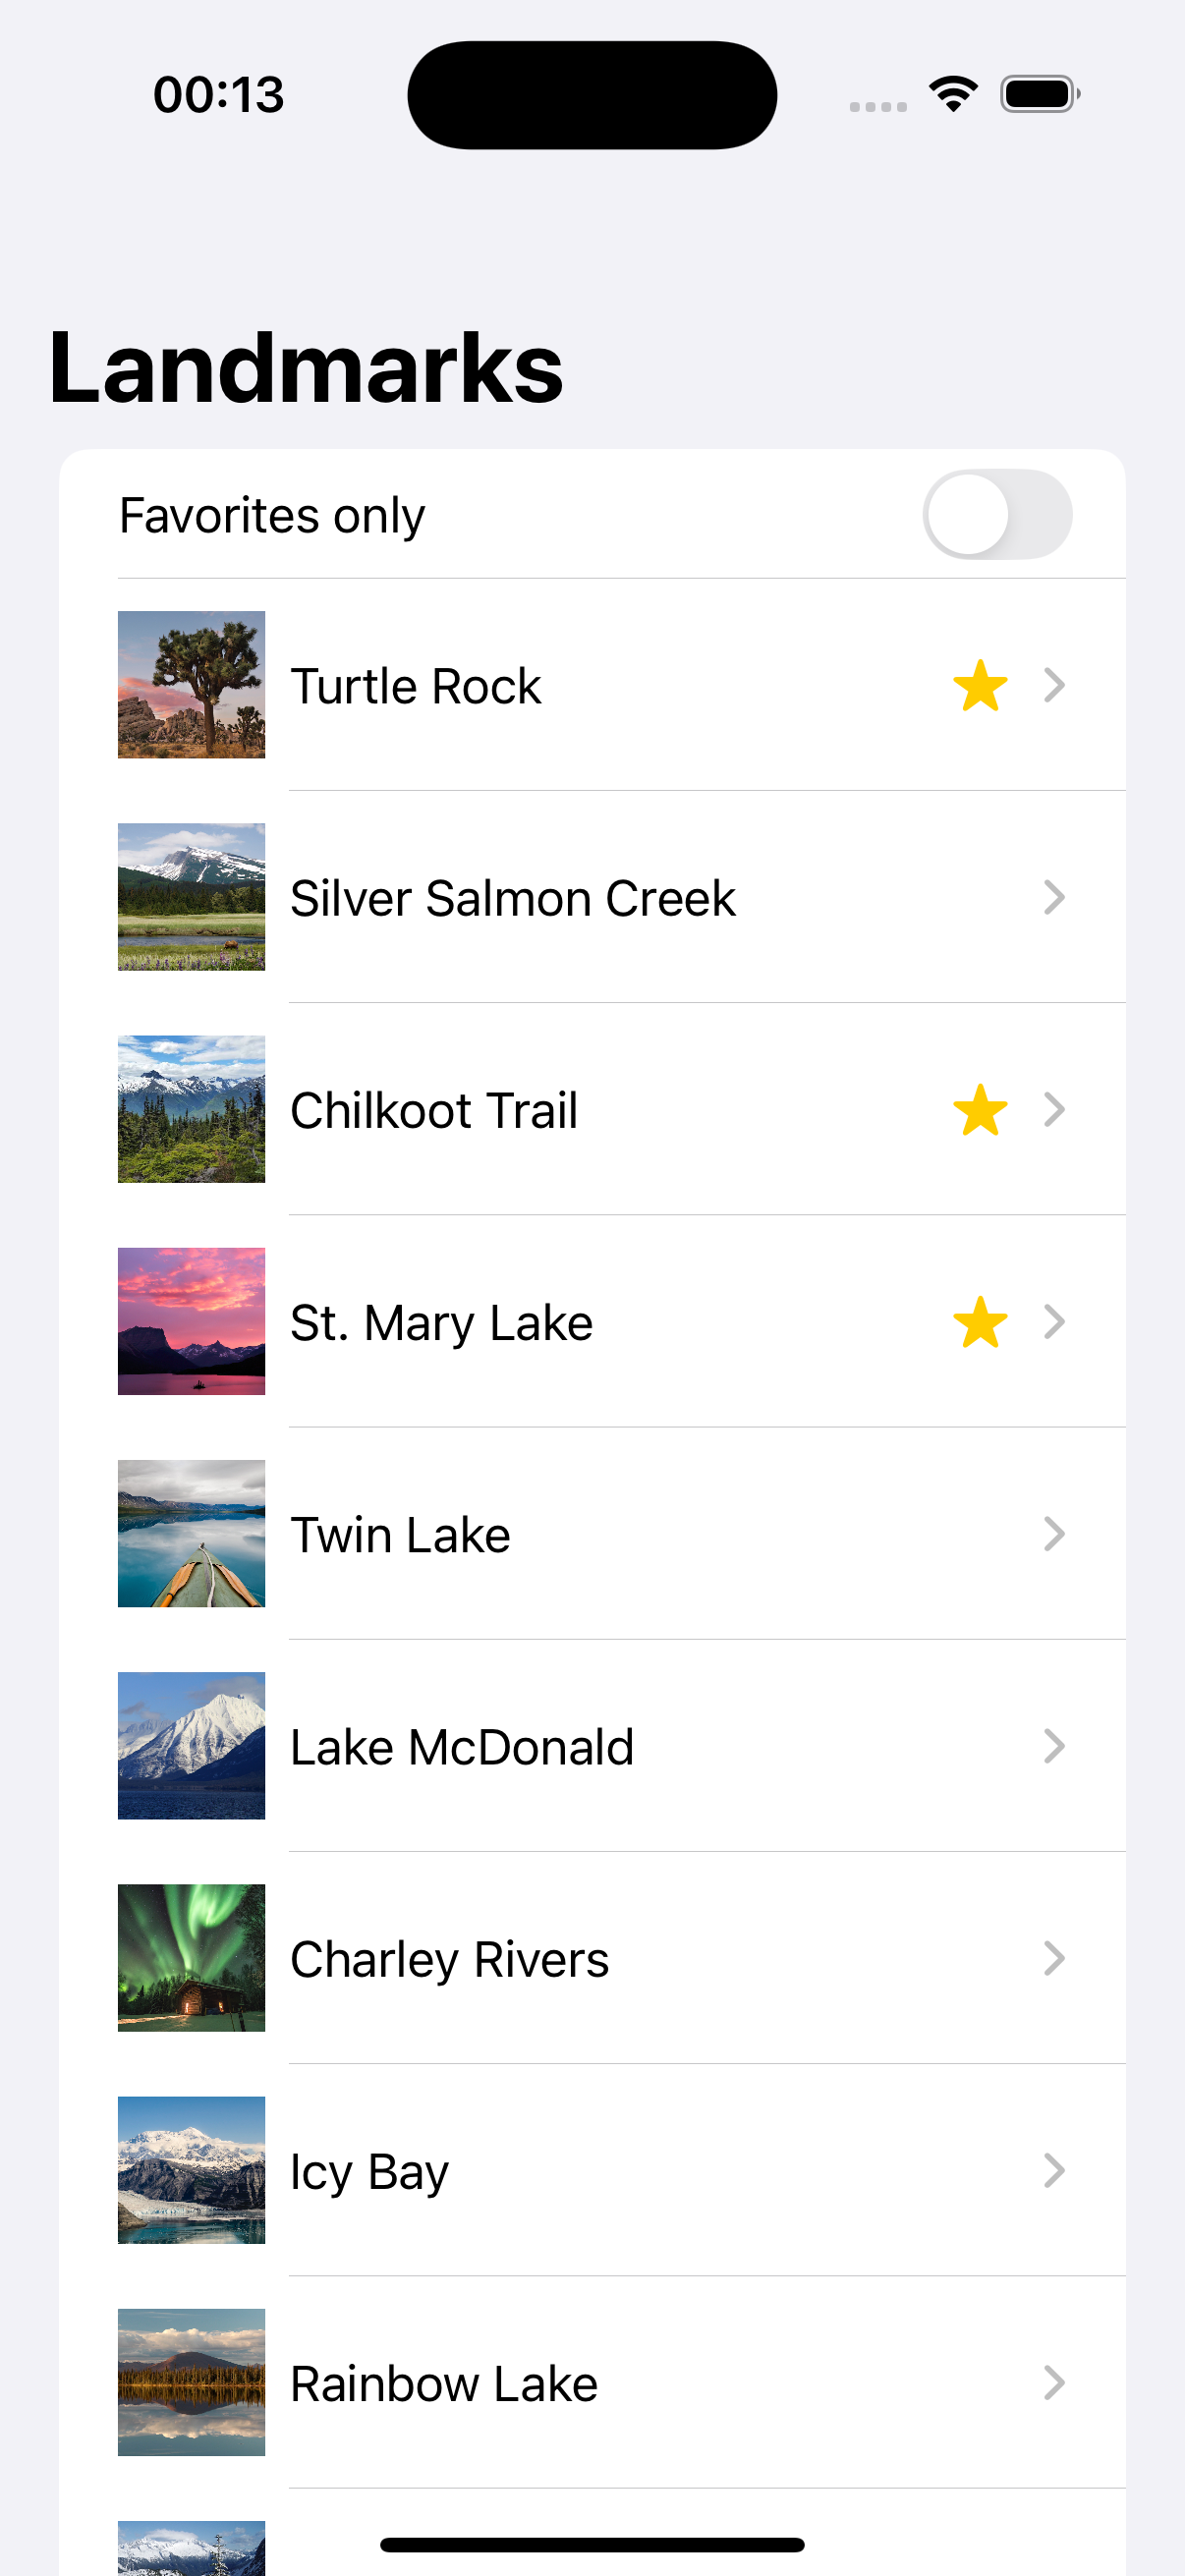 00:13
Landmarks
Favorites only
Turtle Rock
Silver Salmon Creek
Chilkoot Trail
St. Mary Lake
Twin Lake
Lake McDonald
Charley Rivers
Icy Bay
Rainbow Lake